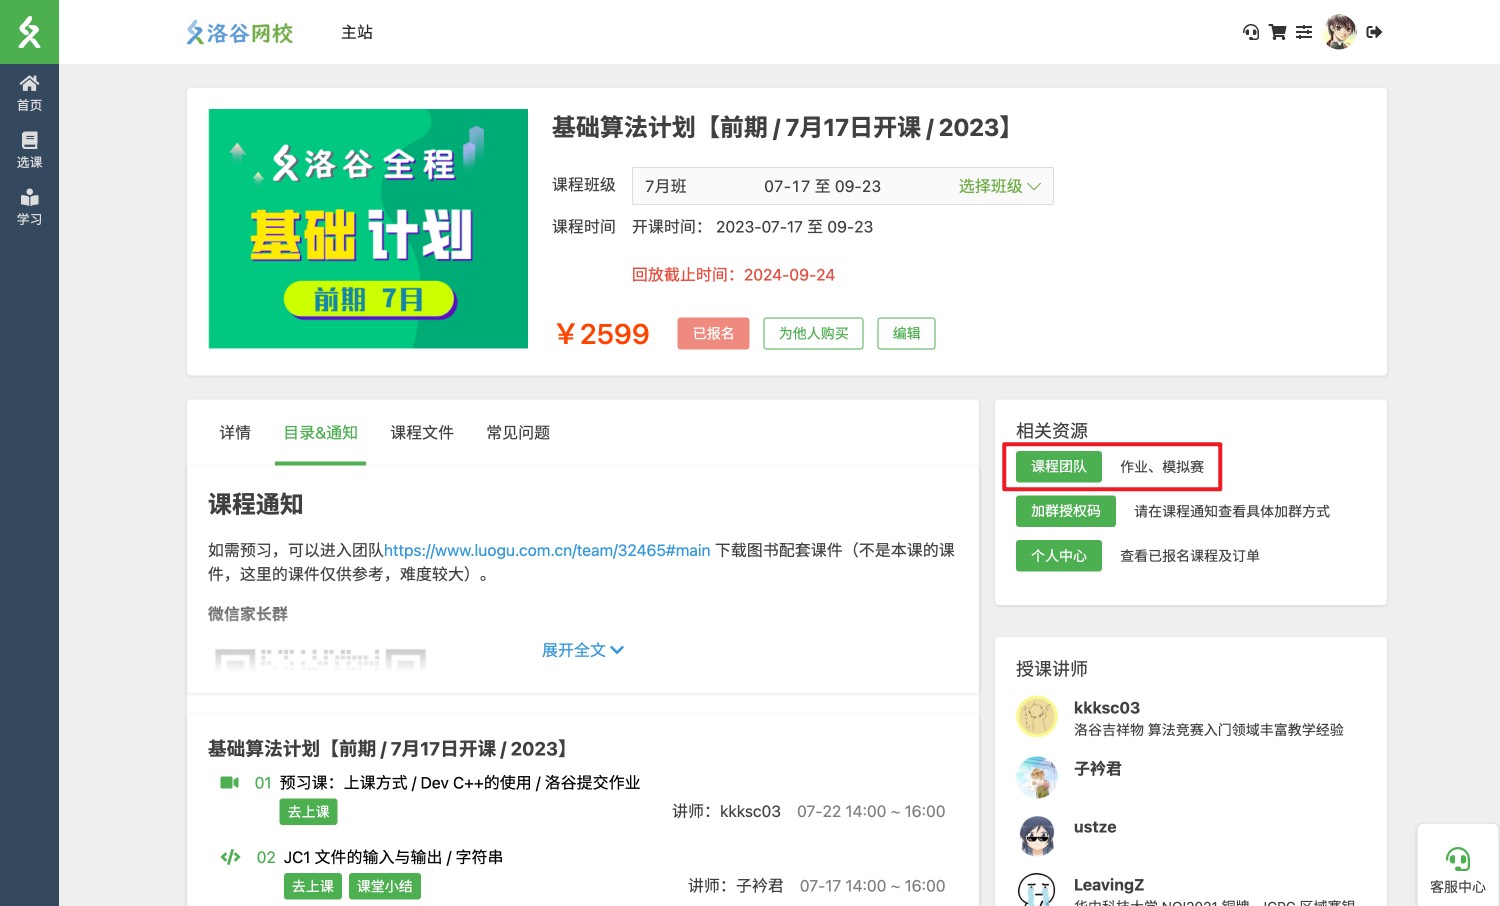 洛谷网校
主站
首页
选课
学习
洛谷全程
基础计划
前期 7月
基础算法计划【前期 / 7月17日开课 / 2023】
课程班级
7月班
07-17 至 09-23
选择班级
课程时间
开课时间： 2023-07-17 至 09-23
回放截止时间：2024-09-24
￥2599
已报名
为他人购买
编辑
详情
目录&通知
课程文件
常见问题
课程通知
如需预习，可以进入团队https://www.luogu.com.cn/team/32465#main 下载图书配套课件（不是本课的课
件，这里的课件仅供参考，难度较大）。
微信家长群
展开全文
基础算法计划【前期 / 7月17日开课 / 2023】
01 预习课：上课方式 / Dev C++的使用 / 洛谷提交作业
去上课
讲师：kkksc03 07-22 14:00 ~ 16:00
02 JC1 文件的输入与输出 / 字符串
去上课
课堂小结
讲师：子衿君 07-17 14:00 ~ 16:00
相关资源
课程团队
作业、模拟赛
加群授权码
请在课程通知查看具体加群方式
个人中心
查看已报名课程及订单
授课讲师
kkksc03
洛谷吉祥物 算法竞赛入门领域丰富教学经验
子衿君
ustze
LeavingZ
华中科技大学 NOI2021 铜牌，ICPC 区域赛银
客服中心